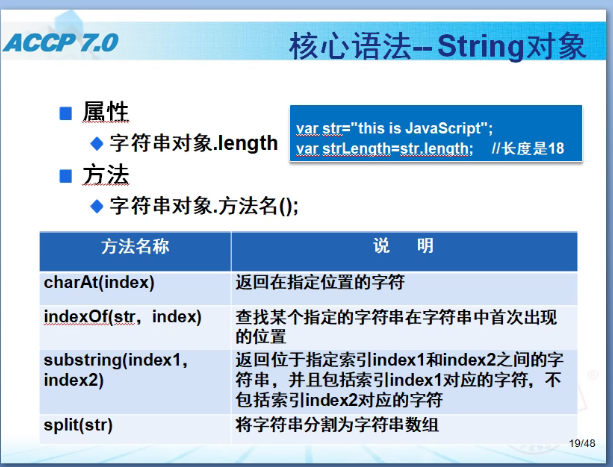 ACCP 7.0
核心语法-- String对象
属性
字符串对象.length
var str="this is JavaScript";
var strLength=str.length; //长度是18
方法
字符串对象.方法名();
方法名称 说 明
charAt(index) 返回在指定位置的字符
indexOf(str，index) 查找某个指定的字符串在字符串中首次出现
的位置
substring(index1， 返回位于指定索引index1和index2之间的字
index2) 符串，并且包括索引index1对应的字符，不
包括索引index2对应的字符
split(str) 将字符串分割为字符串数组
19/48